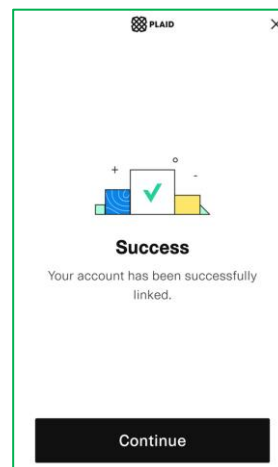 PLAID
Success
Your account has been successfully
linked.
Continue